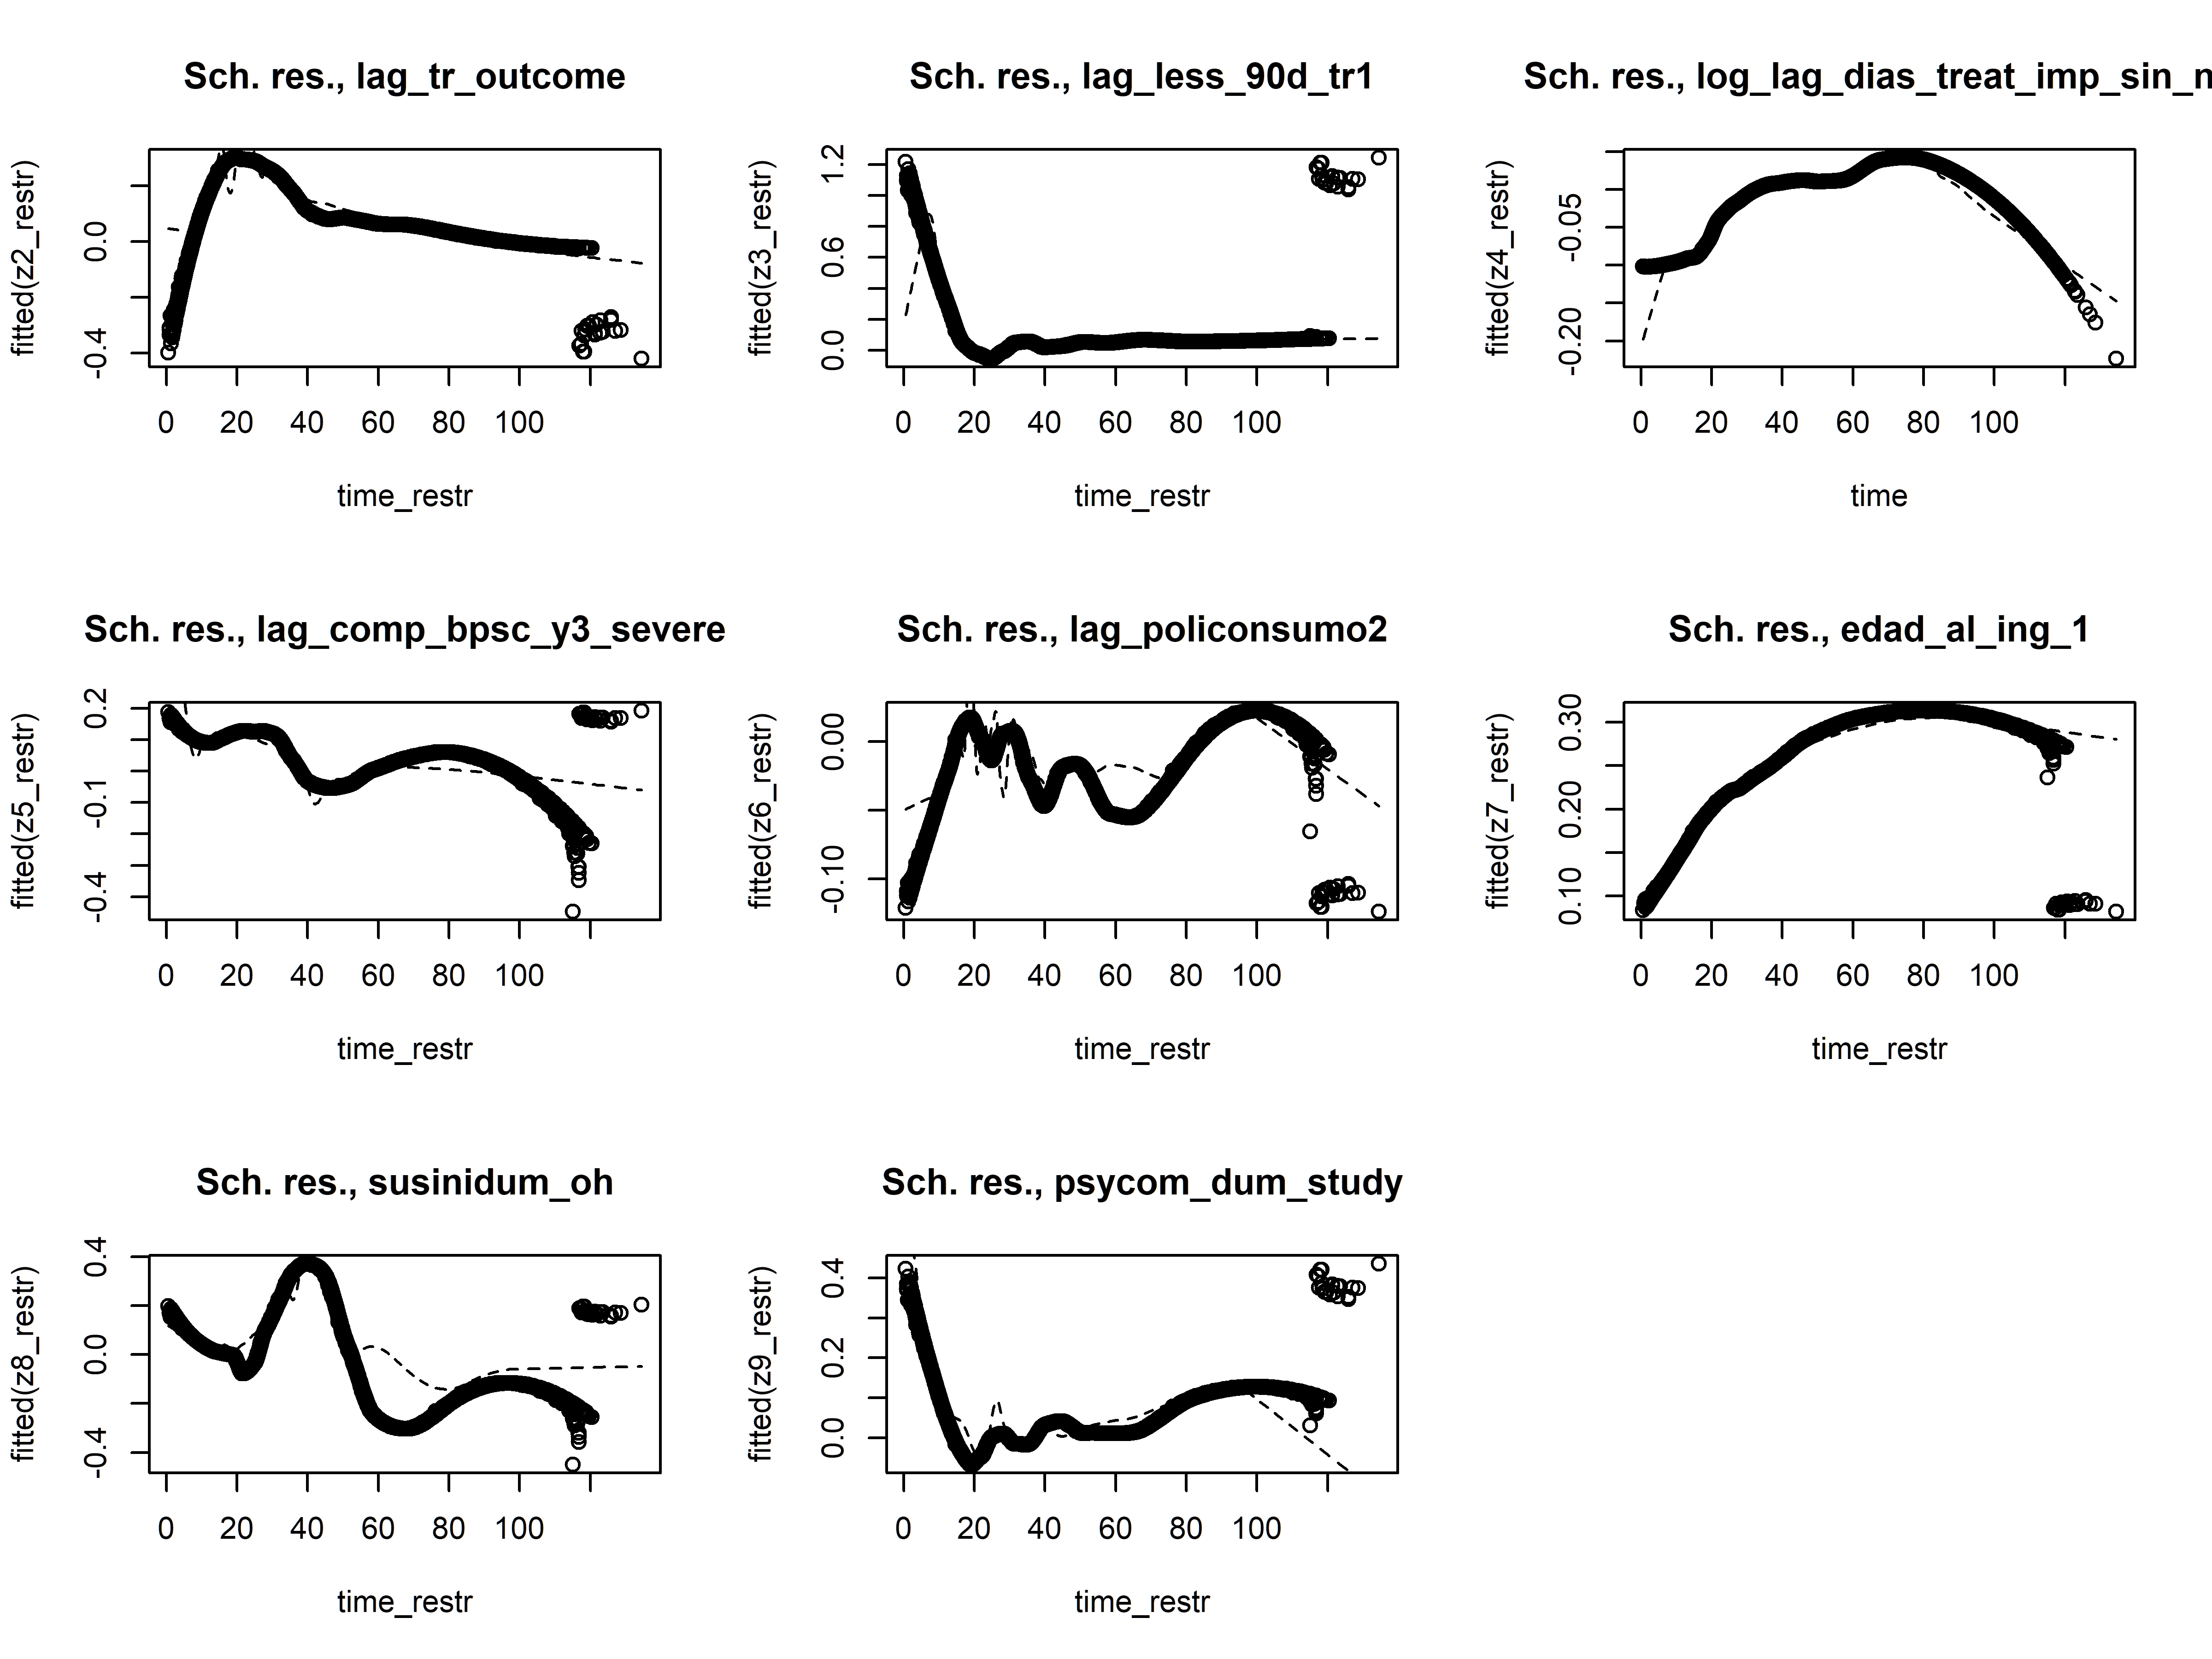 Sch. res., lag_tr_outcome
fitted(z2_restr)
0.0
-0.4
0 20 40 60 80 100
time_restr
Sch. res., lag_less_90d_tr1
fitted(z3_restr)
1.2
0.6
0.0
0 20 40 60 80 100
time_restr
Sch. res., log_lag_dias_treat_imp_sin_n
fitted(z4_restr)
-0.05
-0.20
0 20 40 60 80 100
time
Sch. res., lag_comp_bpsc_y3_severe
fitted(z5_restr)
0.2
-0.1
-0.4
0 20 40 60 80 100
time_restr
Sch. res., lag_policonsumo2
fitted(z6_restr)
0.00
-0.10
0 20 40 60 80 100
time_restr
Sch. res., edad_al_ing_1
fitted(z7_restr)
0.30
0.20
0.10
0 20 40 60 80 100
time_restr
Sch. res., susinidum_oh
fitted(z8_restr)
0.4
0.0
-0.4
0 20 40 60 80 100
time_restr
Sch. res., psycom_dum_study
fitted(z9_restr)
0.4
0.2
0.0
0 20 40 60 80 100
time_restr